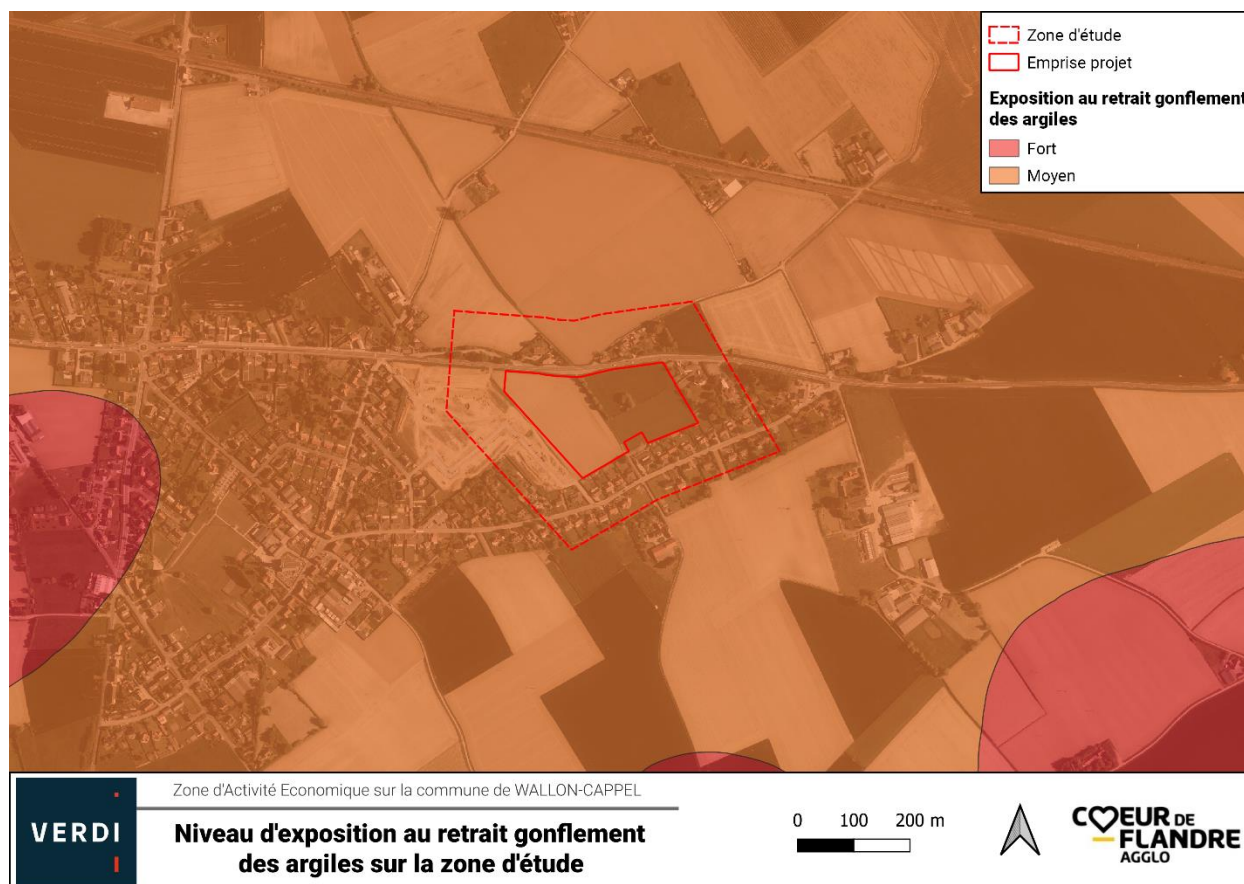 Zone d'étude
Emprise projet
Exposition au retrait gonflement
des argiles
Fort
Moyen
VERDI
Zone d'Activité Economique sur la commune de WALLON-CAPPEL
Niveau d'exposition au retrait gonflement
des argiles sur la zone d'étude
0 100 200 m
CŒUR DE
FLANDRE
AGGLO